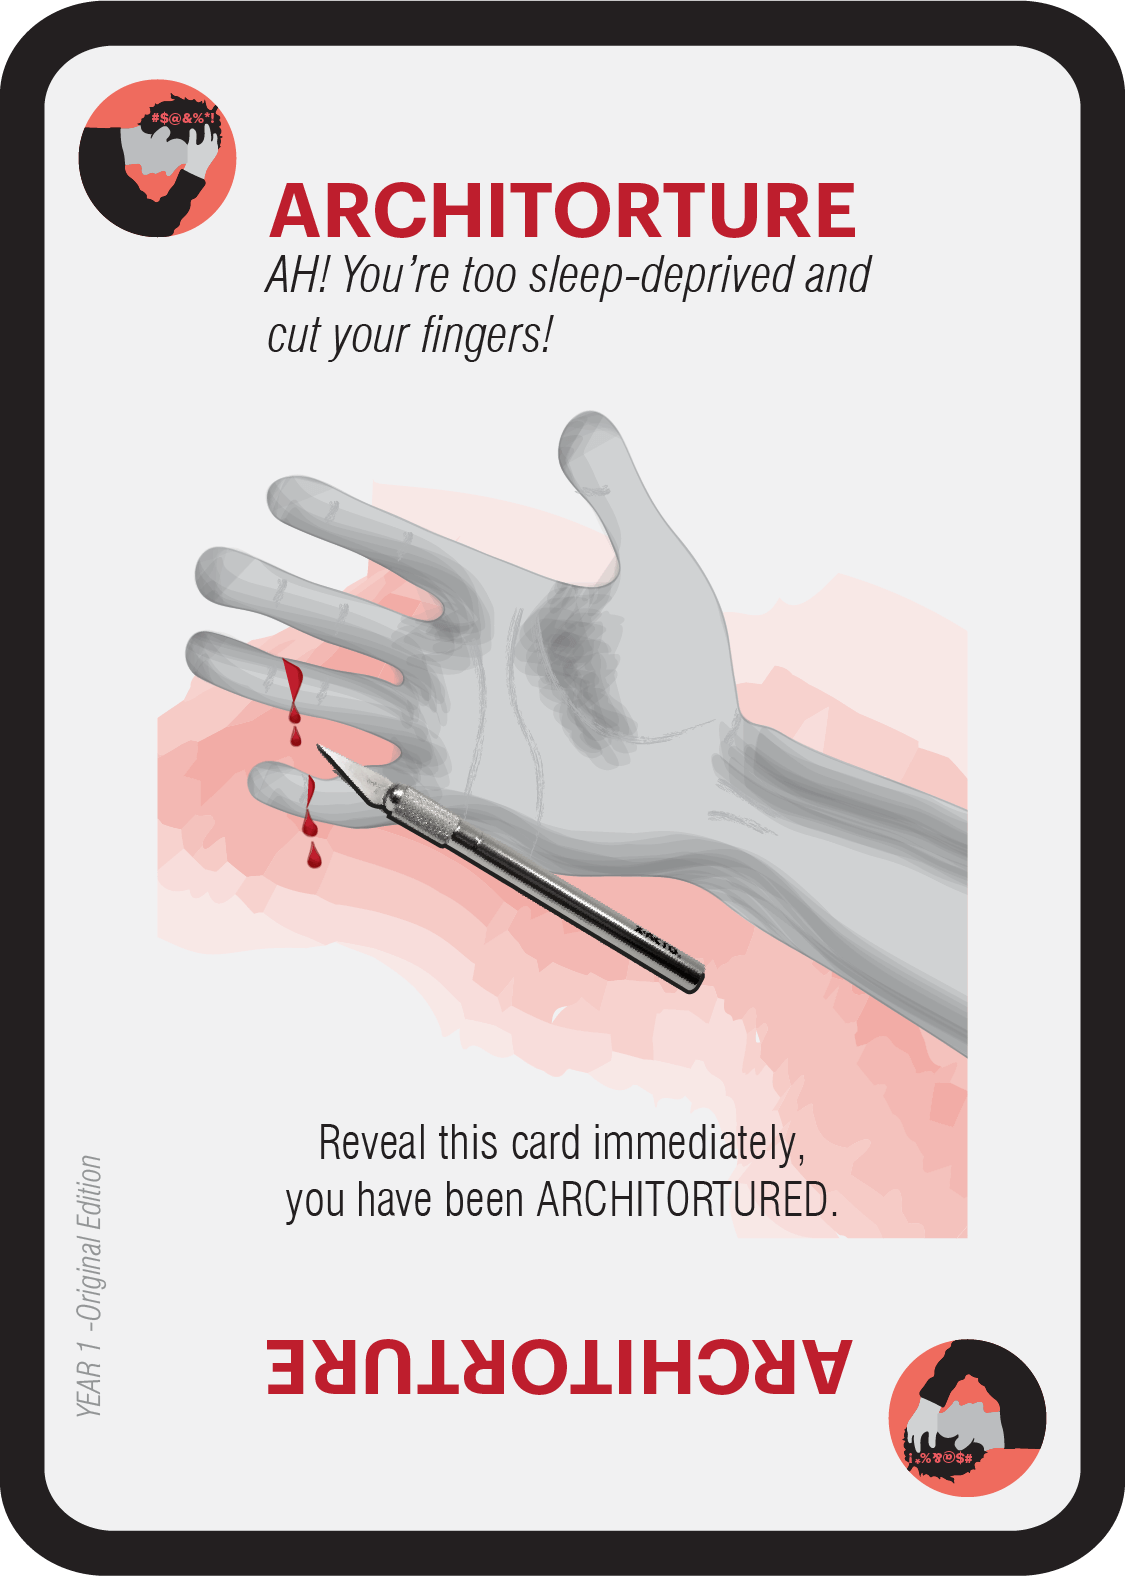 #$@&%*!
ARCHITORTURE
AH! You’re too sleep-deprived and
cut your fingers!
X-ACTO.
Reveal this card immediately,
you have been ARCHITORTURED.
YEAR 1 -Original Edition
ARCHITORTURE
#$@&%*!